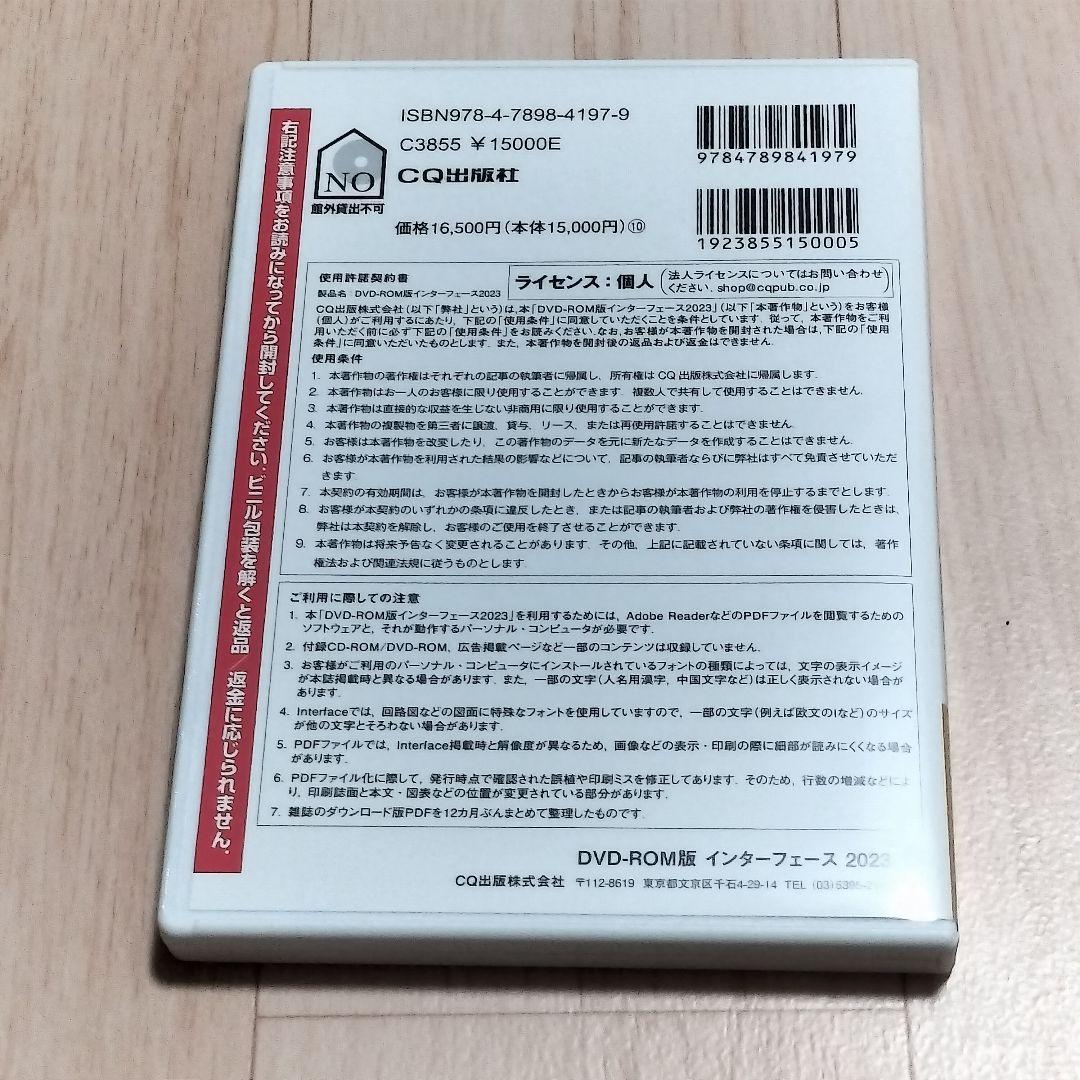 右記注意事項をお読みになってから開封してください. ビニル包装を解くと返品/返金に応じられません.
NO
館外貸出不可
ISBN978-4-7898-4197-9
C3855 ¥15000E
CQ出版社
価格16,500円(本体15,000円)⑩
9784789841979
1923855150005
使用許諾契約書
製品名:DVD-ROM版インターフェース2023
ライセンス:個人
法人ライセンスについてはお問い合わせ
ください. shop@cqpub.co.jp
CQ出版株式会社(以下「弊社」という)は,本「DVD-ROM版インターフェース2023」(以下「本著作物」という)をお客様
(個人)がご利用するにあたり,下記の「使用条件」に同意していただくことを条件としています.従って,本著作物をご利
用いただく前に必ず下記の「使用条件」をお読みください.なお,お客様が本著作物を開封された場合は,下記の「使用
条件」に同意いただいたものとします.また,本著作物を開封後の返品および返金はできません.
使用条件
1. 本著作物の著作権はそれぞれの記事の執筆者に帰属し,所有権はCQ出版株式会社に帰属します.
2. 本著作物はお一人のお客様に限り使用することができます.複数人で共有して使用することはできません.
3. 本著作物は直接的な収益を生じない非商用に限り使用することができます.
4. 本著作物の複製物を第三者に譲渡,貸与,リース,または再使用許諾することはできません.
5. お客様は本著作物を改変したり,この著作物のデータを元に新たなデータを作成することはできません.
6. お客様が本著作物を利用された結果の影響などについて,記事の執筆者ならびに弊社はすべて免責させていただ
きます.
7. 本契約の有効期間は,お客様が本著作物を開封したときからお客様が本著作物の利用を停止するまでとします.
8. お客様が本契約のいずれかの条項に違反したとき,または記事の執筆者および弊社の著作権を侵害したときは,
弊社は本契約を解除し,お客様のご使用を終了させることができます.
9. 本著作物は将来予告なく変更されることがあります.その他,上記に記載されていない条項に関しては,著作
権法および関連法規に従うものとします.
ご利用に際しての注意
1. 本「DVD-ROM版インターフェース2023」を利用するためには,Adobe ReaderなどのPDFファイルを閲覧するための
ソフトウェアと,それが動作するパーソナル・コンピュータが必要です.
2. 付録CD-ROM/DVD-ROM,広告掲載ページなど一部のコンテンツは収録していません.
3. お客様がご利用のパーソナル・コンピュータにインストールされているフォントの種類によっては,文字の表示イメージ
が本誌掲載時と異なる場合があります.また,一部の文字(人名用漢字,中国文字など)は正しく表示されない場合が
あります.
4. Interfaceでは,回路図などの図面に特殊なフォントを使用していますので,一部の文字(例えば欧文のIなど)のサイズ
が他の文字とそろわない場合があります.
5. PDFファイルでは,Interface掲載時と解像度が異なるため,画像などの表示・印刷の際に細部が読みにくくなる場合
があります.
6. PDFファイル化に際して,発行時点で確認された誤植や印刷ミスを修正してあります.そのため,行数の増減などによ
り,印刷誌面と本文・図表などの位置が変更されている部分があります.
7. 雑誌のダウンロード版PDFを12カ月ぶんまとめて整理したものです.
DVD-ROM版 インターフェース 2023
CQ出版株式会社 〒112-8619 東京都文京区千石4-29-14 TEL (03)5395-